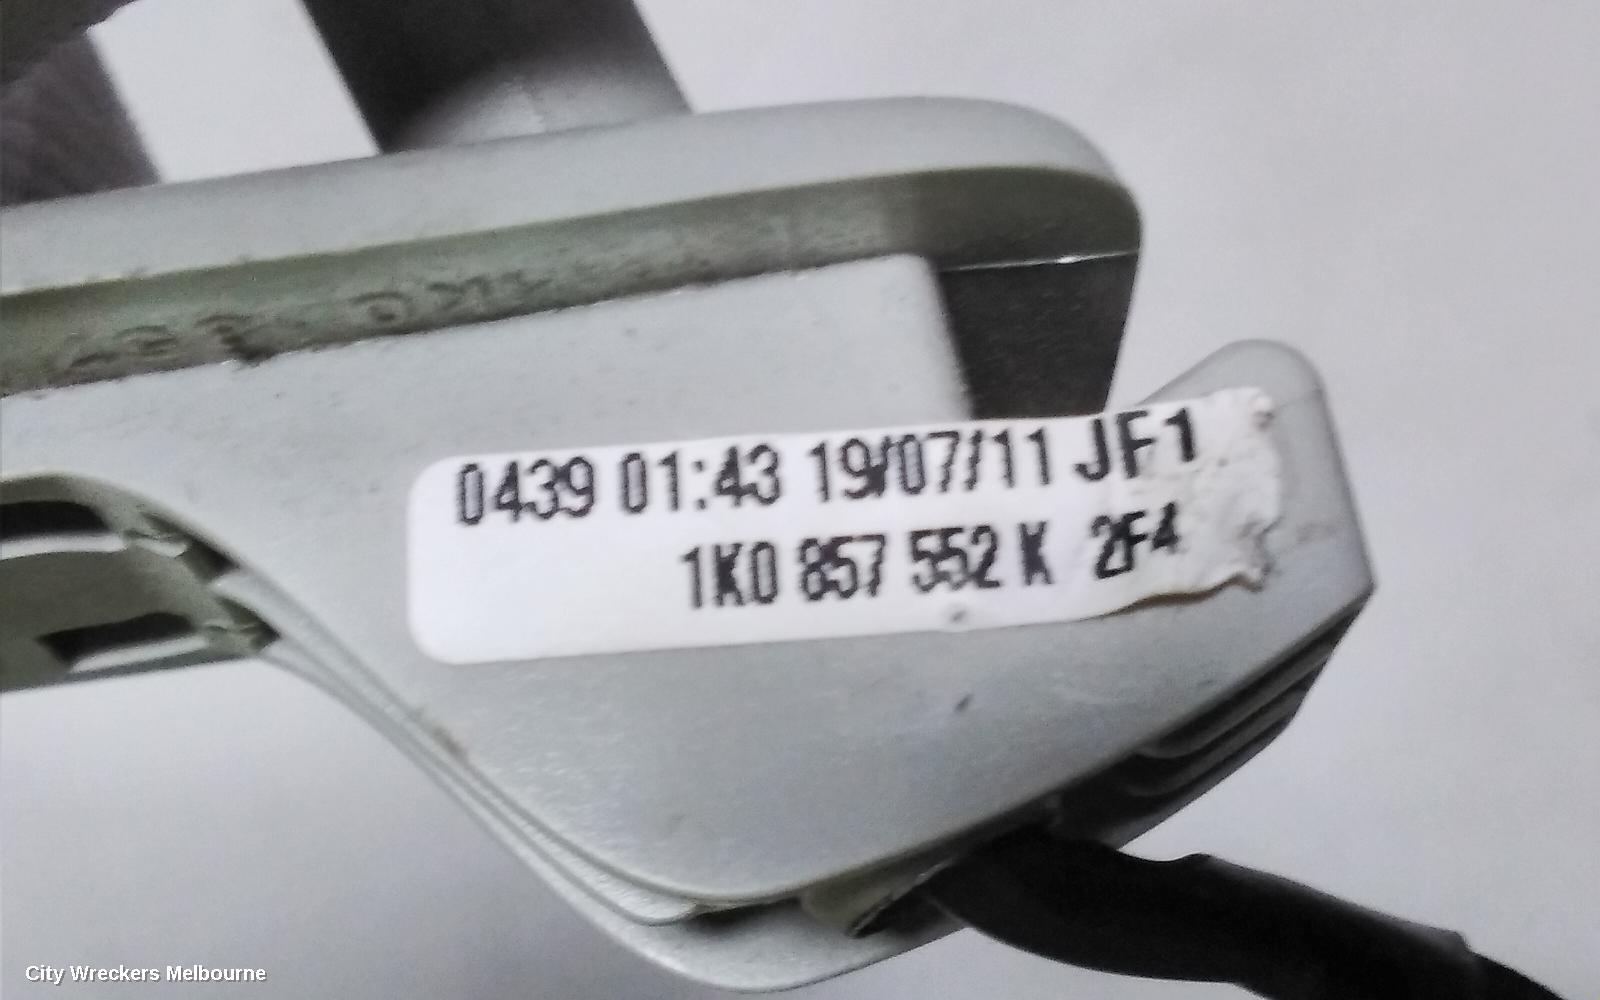 0439 01:43 19/07/11 JF1
1K0 857 552 K 2F4
City Wreckers Melbourne